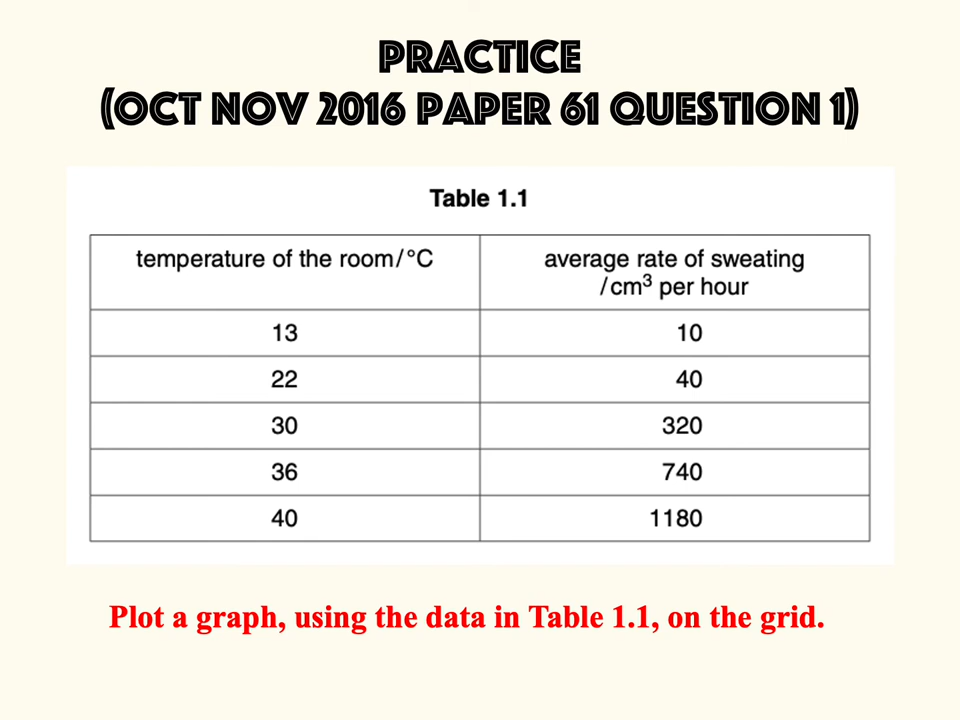 PRACTICE
(OCT NOV 2016 PAPER 61 QUESTION 1)
Table 1.1
temperature of the room/°C
average rate of sweating
/cm³ per hour
13 10
22 40
30 320
36 740
40 1180
Plot a graph, using the data in Table 1.1, on the grid.